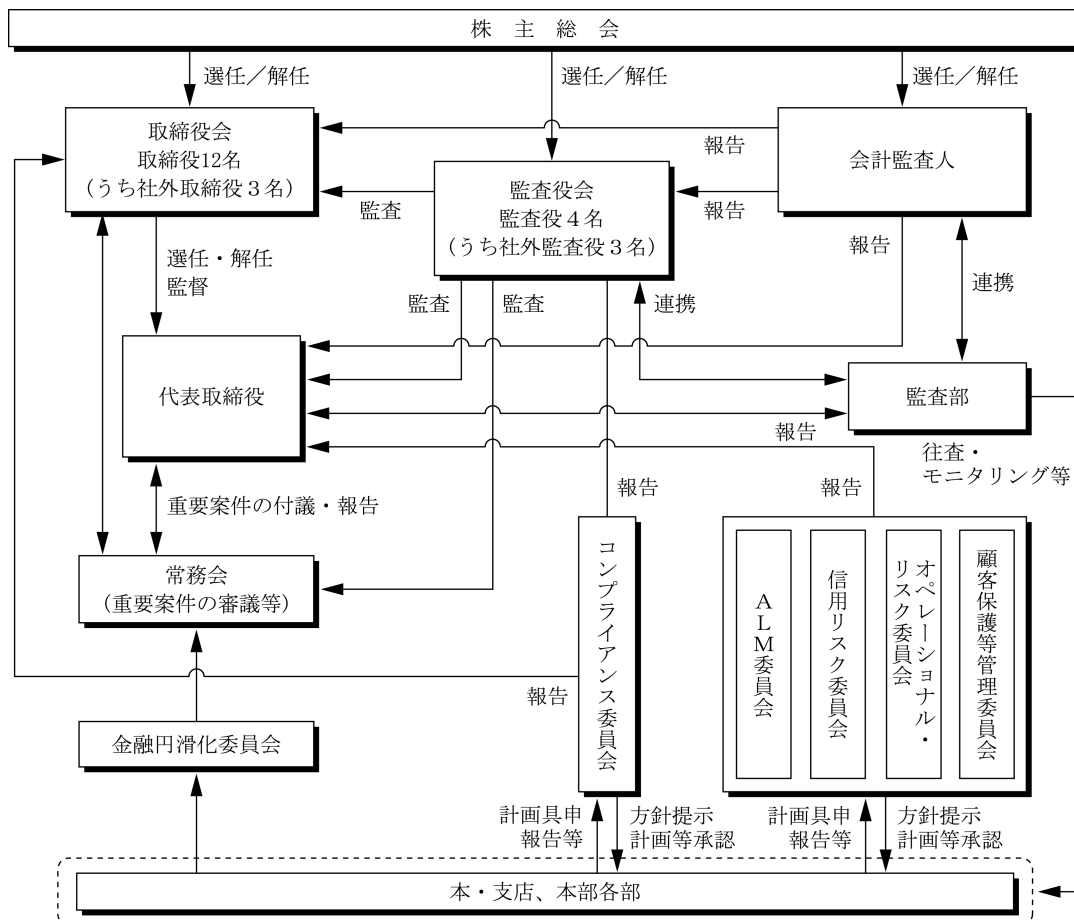 株主総会
選任／解任
選任／解任
選任／解任
取締役会
取締役12名
（うち社外取締役３名）
報告
会計監査人
監査
監査役会
監査役４名
（うち社外監査役３名）
報告
報告
選任・解任
監督
監査
監査
連携
連携
代表取締役
監査部
報告
往査・
モニタリング等
重要案件の付議・報告
報告
報告
常務会
（重要案件の審議等）
コンプライアンス委員会
ALM委員会
信用リスク委員会
オペレーショナル・
リスク委員会
顧客保護等管理委員会
報告
金融円滑化委員会
計画具申
報告等
方針提示
計画等承認
計画具申
報告等
方針提示
計画等承認
本・支店、本部各部